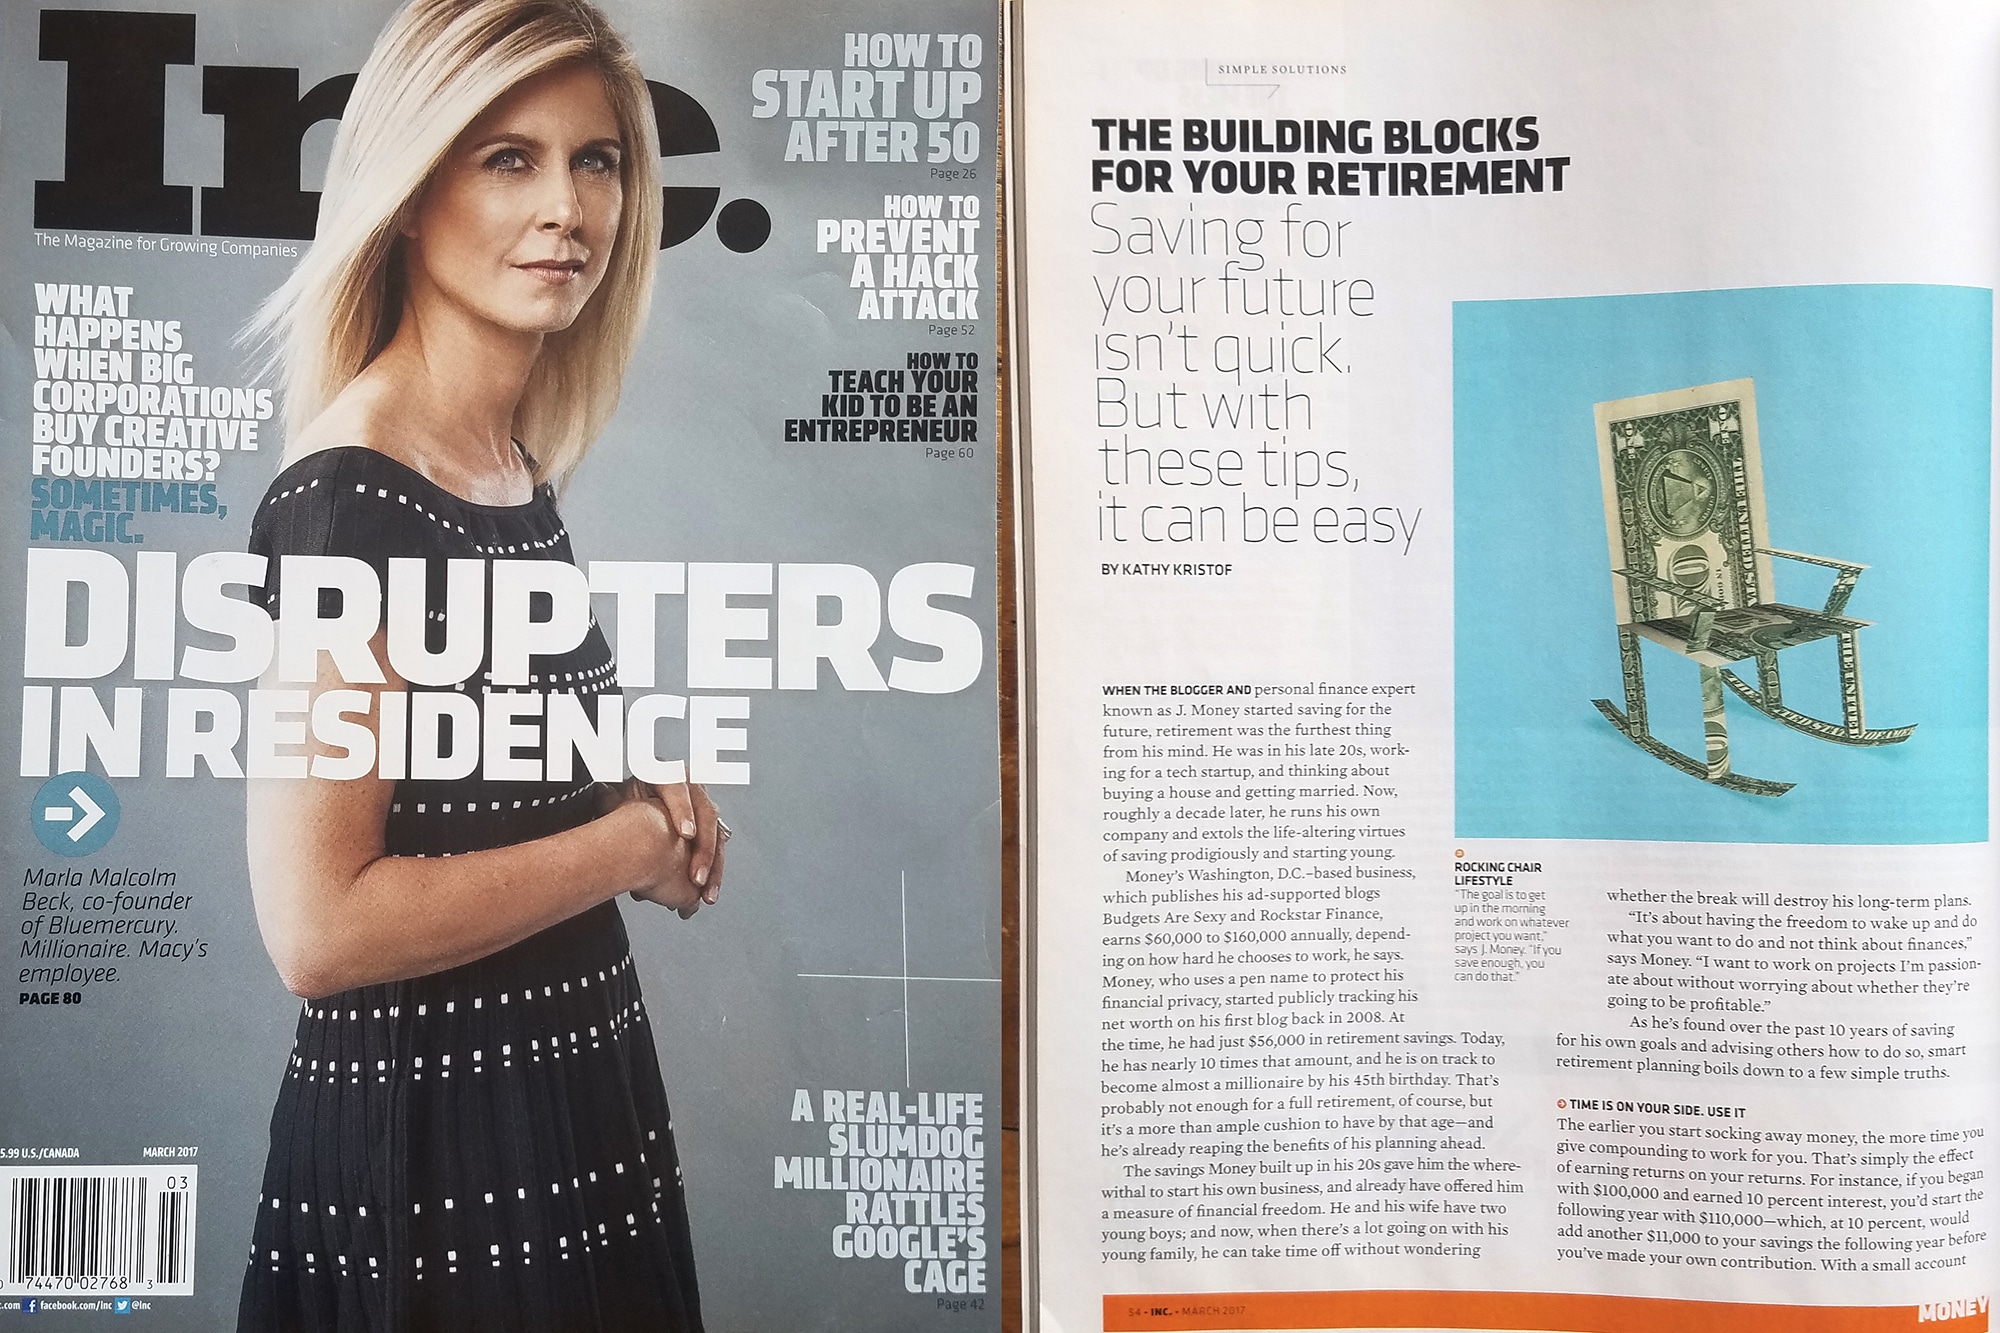 Inc.
The Magazine for Growing Companies
HOW TO
START UP
AFTER 50
Page 26
HOW TO
PREVENT
A HACK
ATTACK
Page 52
HOW TO
TEACH YOUR
KID TO BE AN
ENTREPRENEUR
Page 60
WHAT
HAPPENS
WHEN BIG
CORPORATIONS
BUY CREATIVE
FOUNDERS?
SOMETIMES,
MAGIC.
DISRUPTERS
IN RESIDENCE
Marla Malcolm
Beck, co-founder
of Bluemercury.
Millionaire. Macy's
employee.
PAGE 80
A REAL-LIFE
SLUMDOG
MILLIONAIRE
RATTLES
GOOGLE'S
CAGE
Page 42
5.99 U.S./CANADA MARCH 2017
03
74470 02768 3
.com facebook.com/Inc @Inc
SIMPLE SOLUTIONS
THE BUILDING BLOCKS
FOR YOUR RETIREMENT
Saving for
your future
isn't quick.
But with
these tips,
it can be easy
BY KATHY KRISTOF
WHEN THE BLOGGER AND personal finance expert
known as J. Money started saving for the
future, retirement was the furthest thing
from his mind. He was in his late 20s, work-
ing for a tech startup, and thinking about
buying a house and getting married. Now,
roughly a decade later, he runs his own
company and extols the life-altering virtues
of saving prodigiously and starting young.
Money's Washington, D.C.–based business,
which publishes his ad-supported blogs
Budgets Are Sexy and Rockstar Finance,
earns $60,000 to $160,000 annually, depend-
ing on how hard he chooses to work, he says.
Money, who uses a pen name to protect his
financial privacy, started publicly tracking his
net worth on his first blog back in 2008. At
the time, he had just $56,000 in retirement savings. Today,
he has nearly 10 times that amount, and he is on track to
become almost a millionaire by his 45th birthday. That's
probably not enough for a full retirement, of course, but
it's a more than ample cushion to have by that age—and
he's already reaping the benefits of his planning ahead.
The savings Money built up in his 20s gave him the where-
withal to start his own business, and already have offered him
a measure of financial freedom. He and his wife have two
young boys; and now, when there's a lot going on with his
young family, he can take time off without wondering
ROCKING CHAIR
LIFESTYLE
"The goal is to get
up in the morning
and work on whatever
project you want,"
says J. Money. "If you
save enough, you
can do that."
whether the break will destroy his long-term plans.
"It's about having the freedom to wake up and do
what you want to do and not think about finances,"
says Money. "I want to work on projects I'm passion-
ate about without worrying about whether they're
going to be profitable."
As he's found over the past 10 years of saving
for his own goals and advising others how to do so, smart
retirement planning boils down to a few simple truths.
TIME IS ON YOUR SIDE. USE IT
The earlier you start socking away money, the more time you
give compounding to work for you. That's simply the effect
of earning returns on your returns. For instance, if you began
with $100,000 and earned 10 percent interest, you'd start the
following year with $110,000—which, at 10 percent, would
add another $11,000 to your savings the following year before
you've made your own contribution. With a small account
54 - INC. - MARCH 2017
MONEY